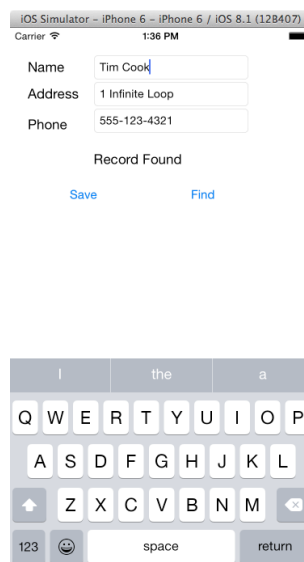 iOS Simulator – iPhone 6 – iPhone 6 / iOS 8.1 (12B407)
Carrier 1:36 PM
Name Tim Cook
Address 1 Infinite Loop
Phone 555-123-4321
Record Found
Save Find
I the a
Q W E R T Y U I O P
A S D F G H J K L
Z X C V B N M
123 space return